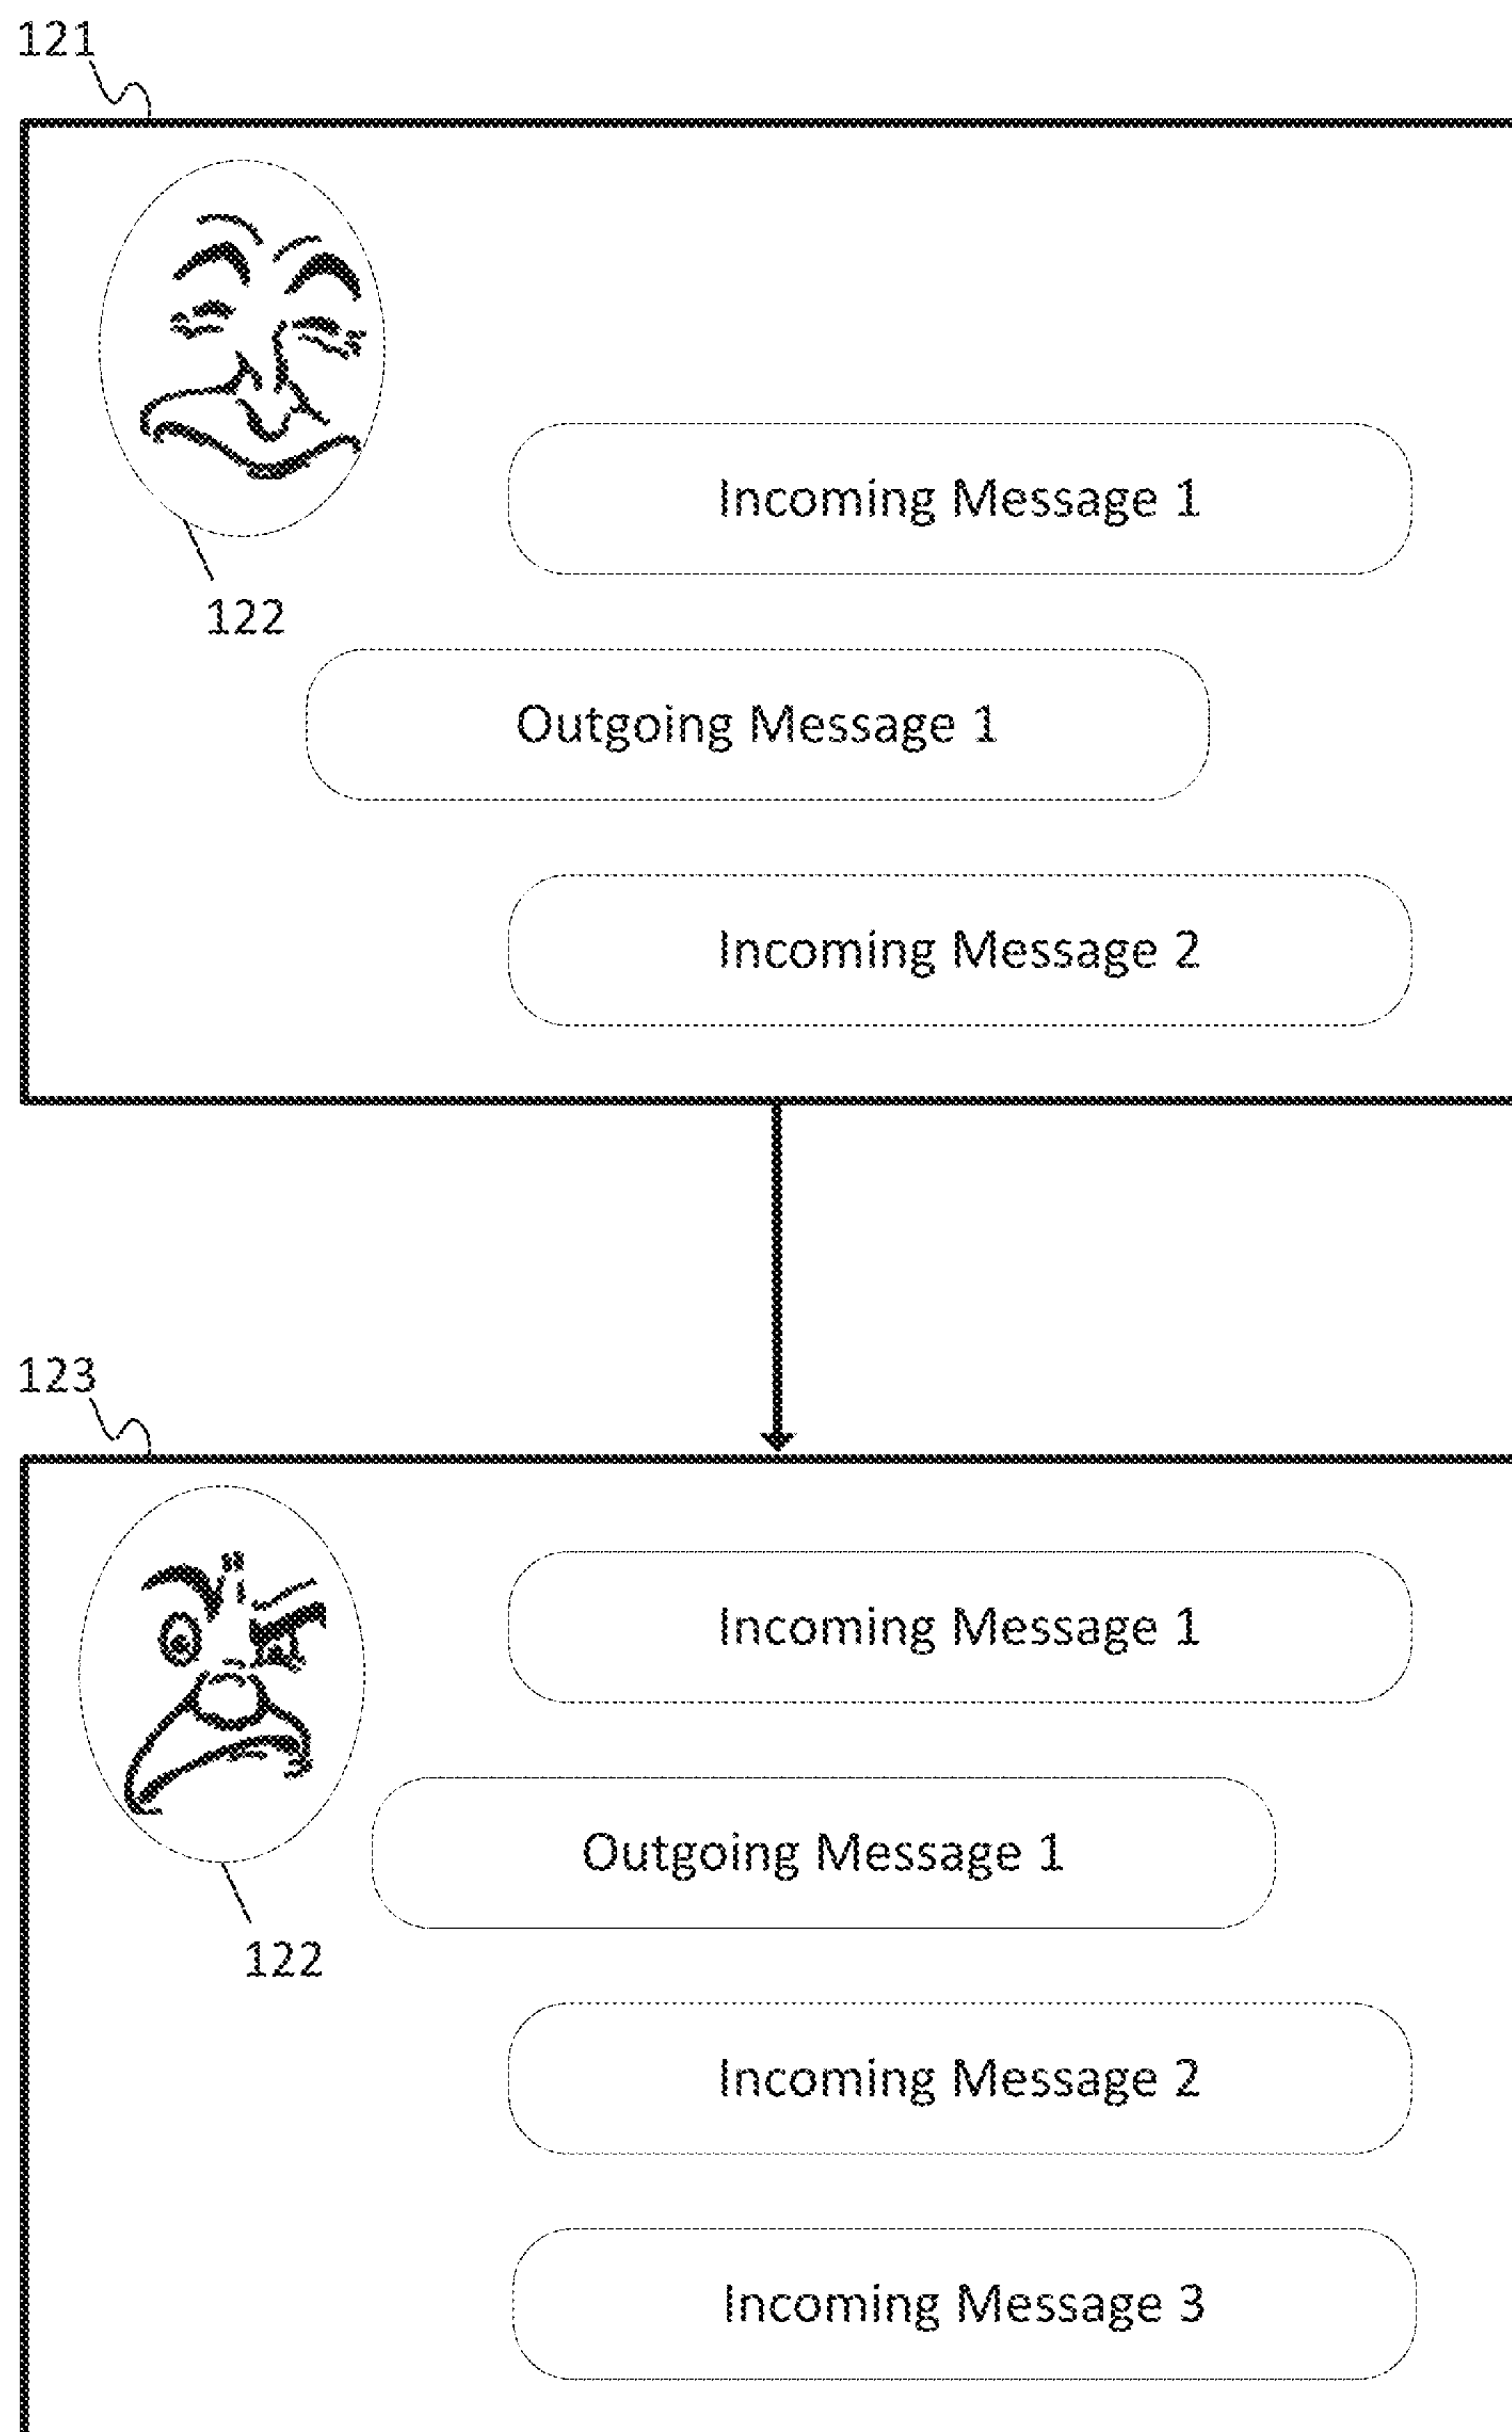 121
Incoming Message 1
122
Outgoing Message 1
Incoming Message 2
123
Incoming Message 1
Outgoing Message 1
122
Incoming Message 2
Incoming Message 3